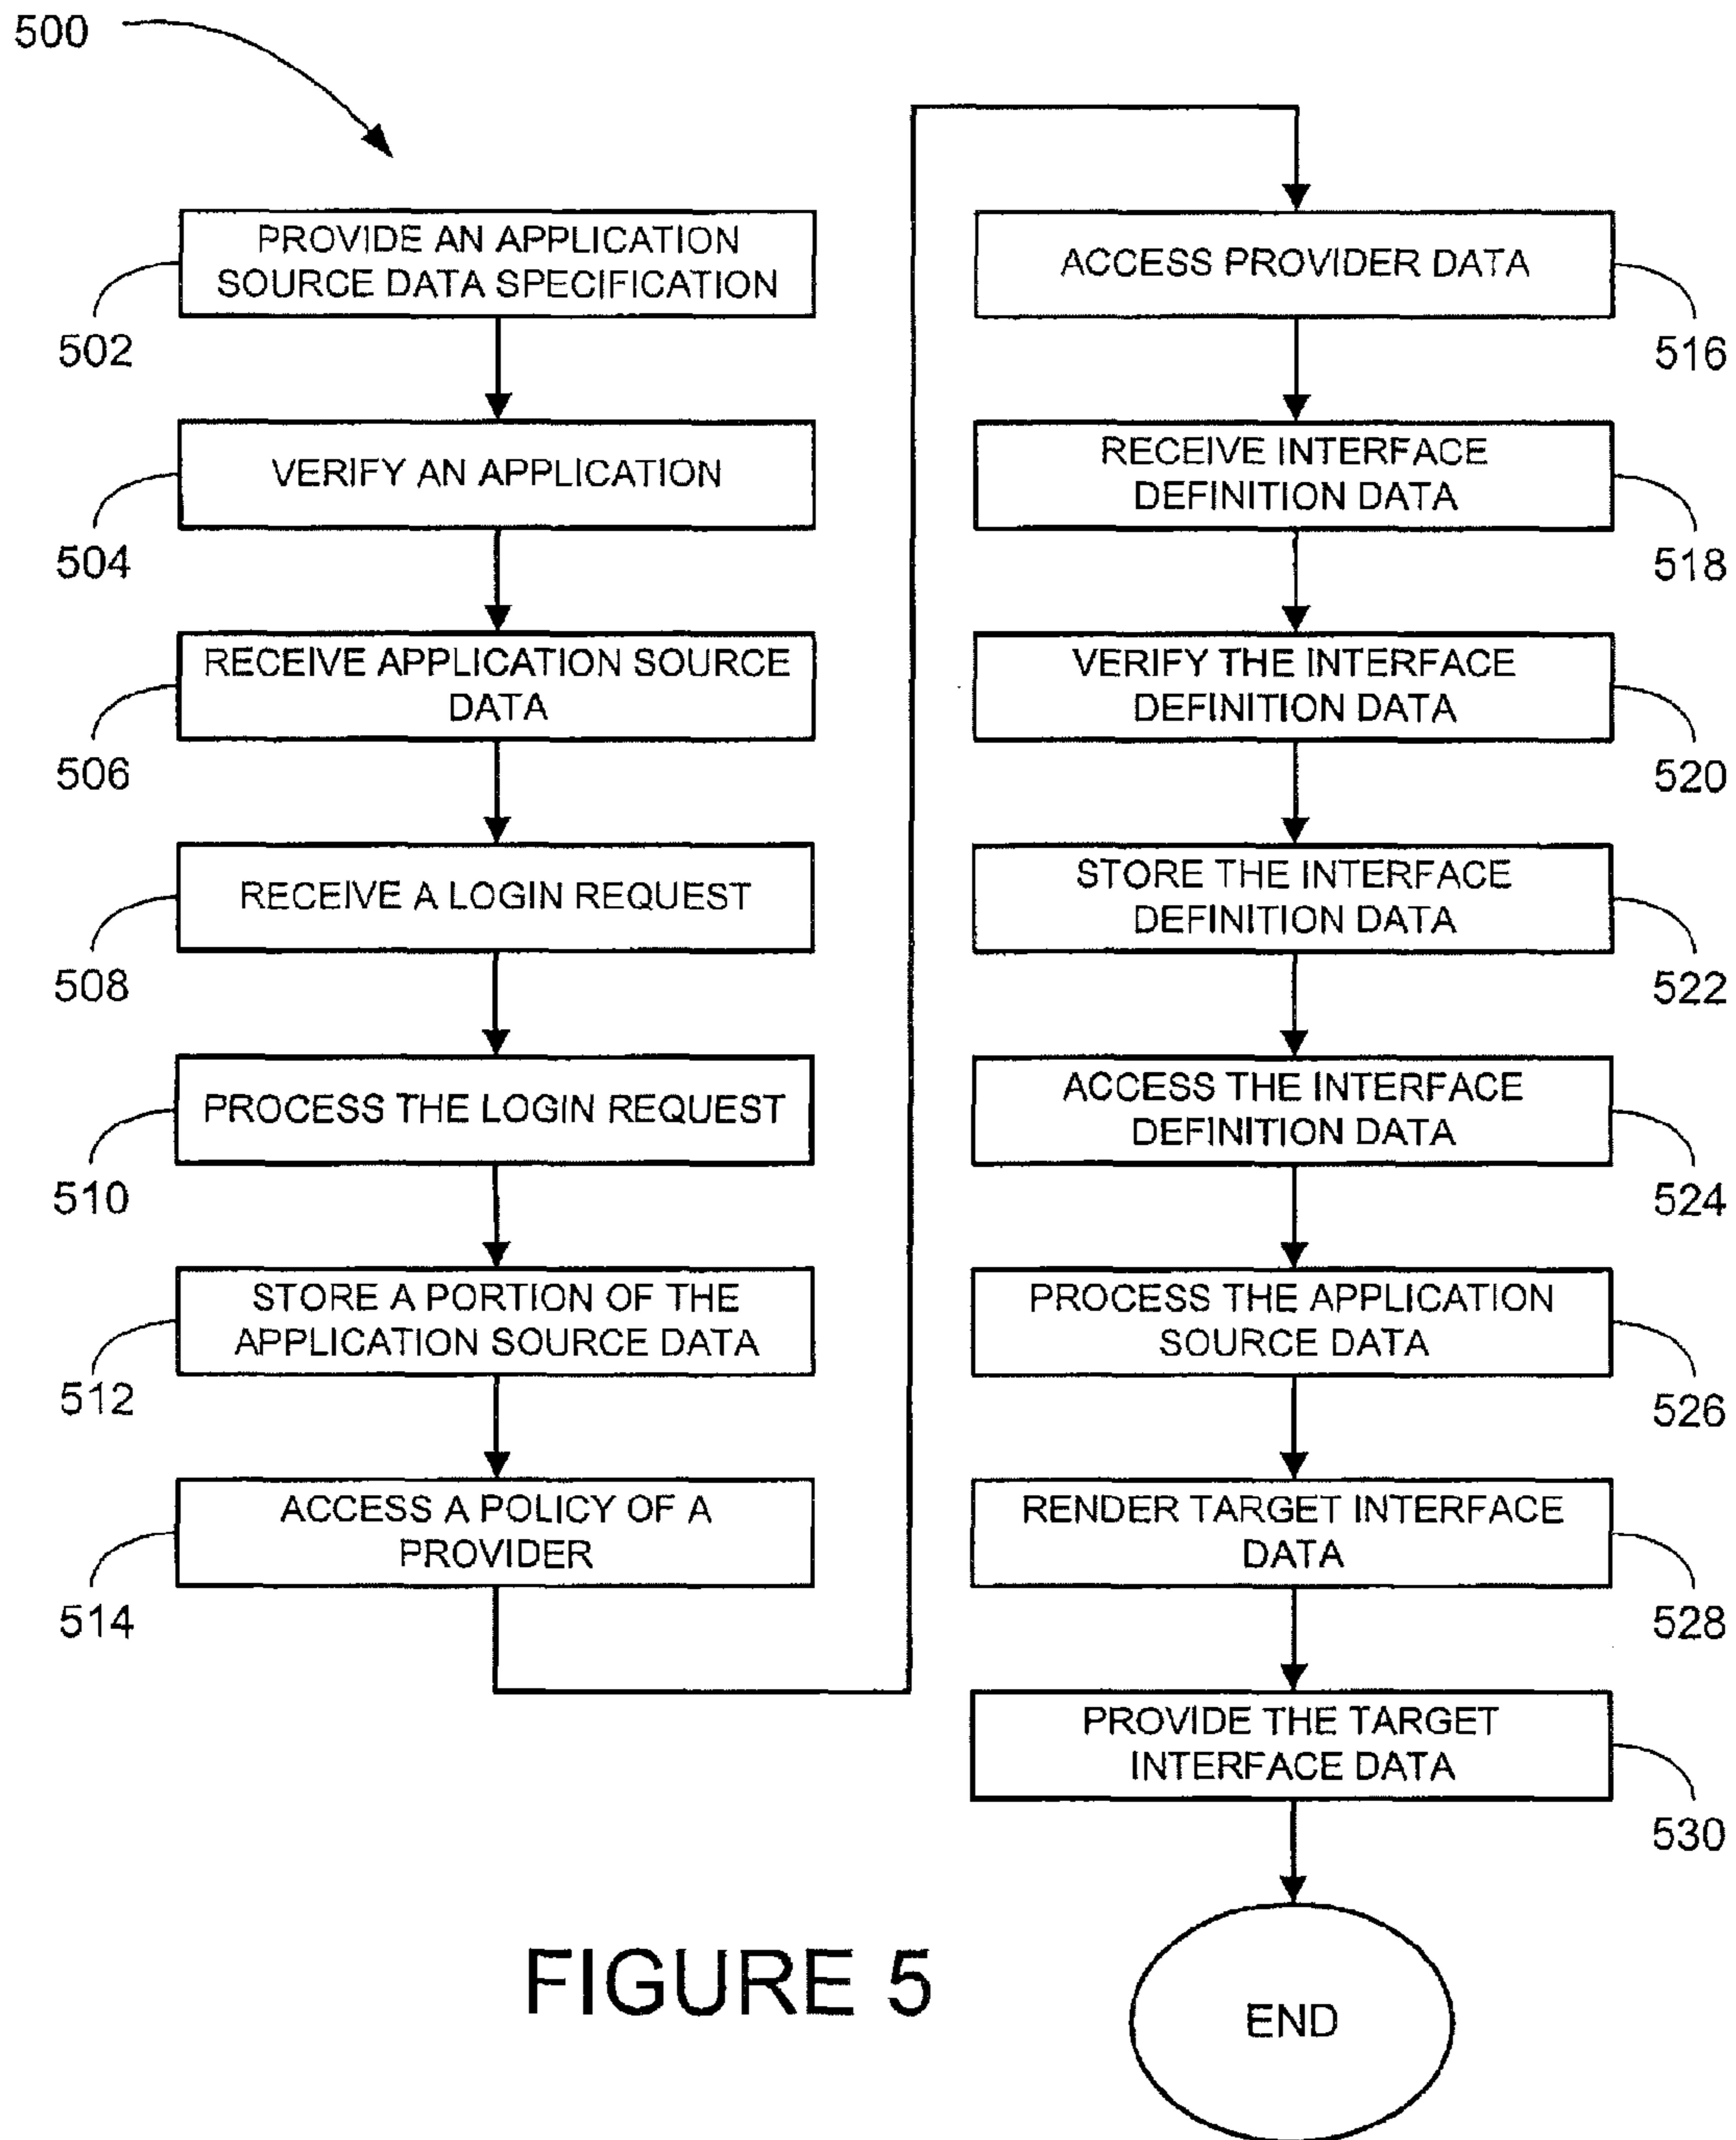 500
PROVIDE AN APPLICATION
SOURCE DATA SPECIFICATION
502
VERIFY AN APPLICATION
504
RECEIVE APPLICATION SOURCE
DATA
506
RECEIVE A LOGIN REQUEST
508
PROCESS THE LOGIN REQUEST
510
STORE A PORTION OF THE
APPLICATION SOURCE DATA
512
ACCESS A POLICY OF A
PROVIDER
514
ACCESS PROVIDER DATA
516
RECEIVE INTERFACE
DEFINITION DATA
518
VERIFY THE INTERFACE
DEFINITION DATA
520
STORE THE INTERFACE
DEFINITION DATA
522
ACCESS THE INTERFACE
DEFINITION DATA
524
PROCESS THE APPLICATION
SOURCE DATA
526
RENDER TARGET INTERFACE
DATA
528
PROVIDE THE TARGET
INTERFACE DATA
530
END
FIGURE 5